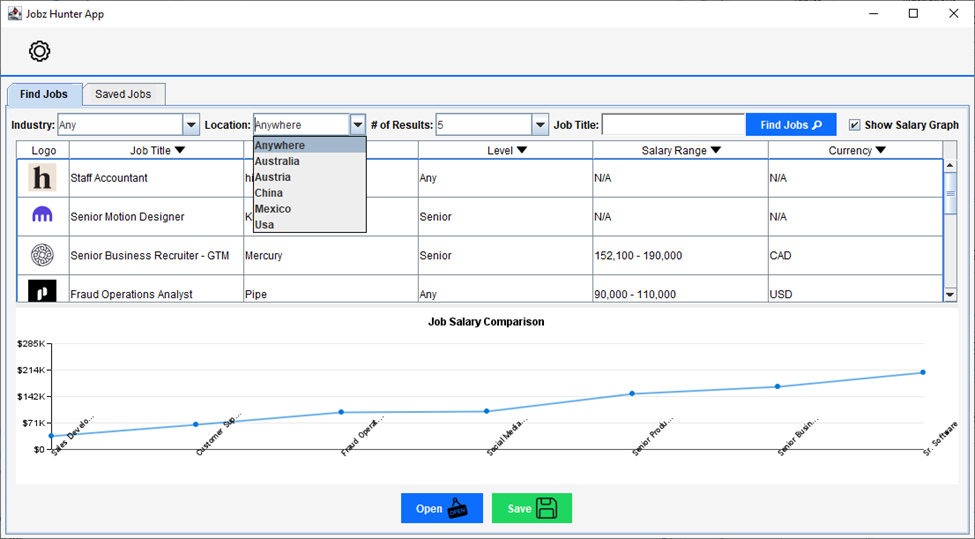 Jobz Hunter App
Find Jobs Saved Jobs
Industry: Any Location: Anywhere # of Results: 5 Job Title: Find Jobs Show Salary Graph
Anywhere
Australia
Austria
China
Mexico
Usa
Logo Job Title Level Salary Range Currency
h Staff Accountant hi Any N/A N/A
Senior Motion Designer K Senior N/A N/A
Senior Business Recruiter - GTM Mercury Senior 152,100 - 190,000 CAD
Fraud Operations Analyst Pipe Any 90,000 - 110,000 USD
Job Salary Comparison
$285K
$214K
$142K
$71K
$0
Sales Develo... Customer Sup... Fraud Operat... Social Media... Senior Produ... Senior Busin... Sr. Software
Open OPEN Save